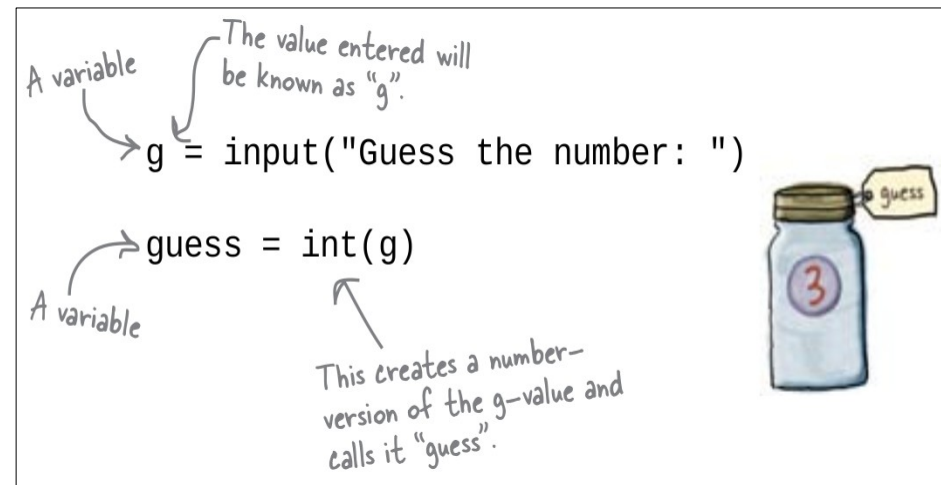 The value entered will
be known as "g".
A variable
g = input("Guess the number: ")
guess
guess = int(g)
3
A variable
This creates a number-
version of the g-value and
calls it "guess".